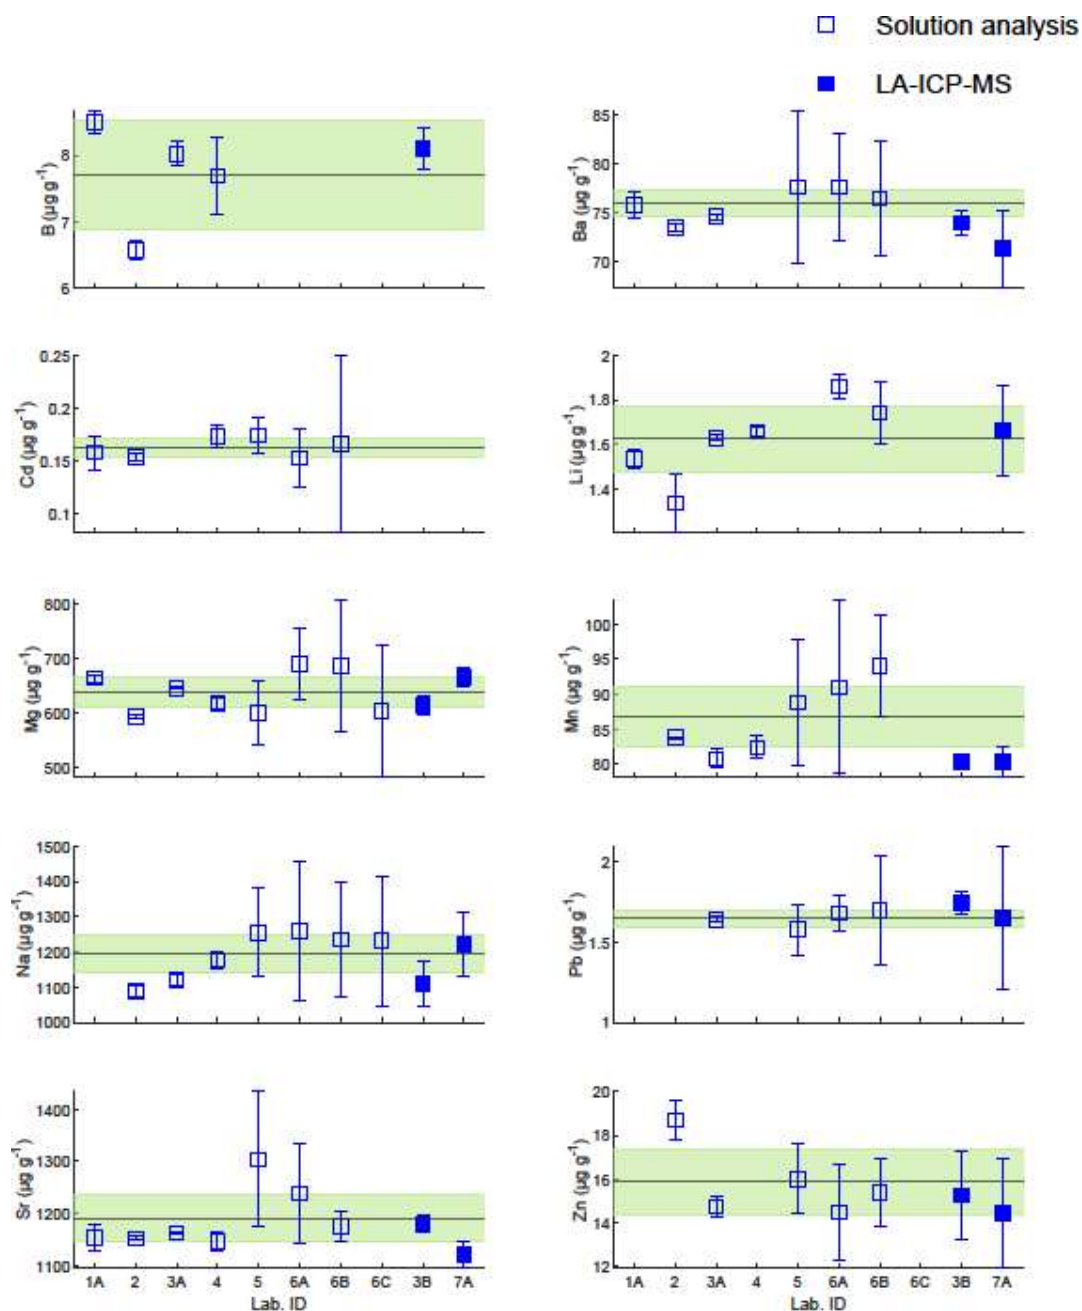 Solution analysis
LA-ICP-MS
B (µg g⁻¹)
8
7
6
Ba (µg g⁻¹)
85
80
75
70
Cd (µg g⁻¹)
0.25
0.2
0.15
0.1
Li (µg g⁻¹)
2
1.8
1.6
1.4
Mg (µg g⁻¹)
800
700
600
500
Mn (µg g⁻¹)
100
95
90
85
80
Na (µg g⁻¹)
1500
1400
1300
1200
1100
1000
Pb (µg g⁻¹)
2
1.5
1
Sr (µg g⁻¹)
1400
1300
1200
1100
1A 2 3A 4 5 6A 6B 6C 3B 7A
Lab. ID
Zn (µg g⁻¹)
20
18
16
14
12
1A 2 3A 4 5 6A 6B 6C 3B 7A
Lab. ID